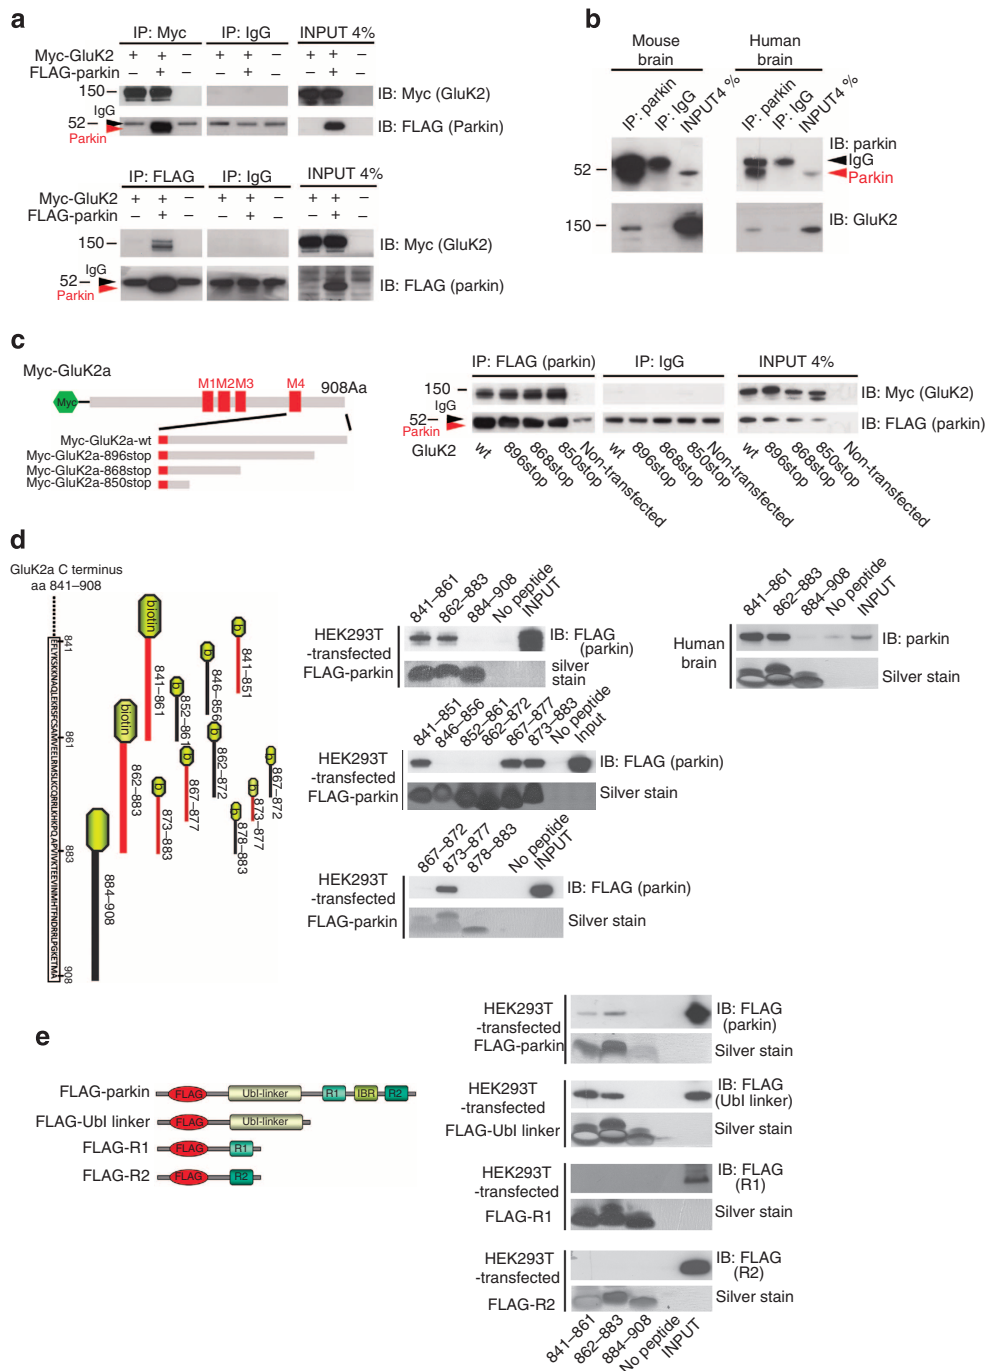 a
IP: Myc IP: IgG INPUT 4%
Myc-GluK2 + + – + + – + + –
FLAG-parkin – + – – + – – + –
150 IB: Myc (GluK2)
IgG
52 IB: FLAG (Parkin)
Parkin
IP: FLAG IP: IgG INPUT 4%
Myc-GluK2 + + – + + – + + –
FLAG-parkin – + – – + – – + –
150 IB: Myc (GluK2)
IgG
52 IB: FLAG (parkin)
Parkin
b
Mouse brain
Human brain
IP: parkin IP: IgG INPUT4 % IP: parkin IP: IgG INPUT4 %
IB: parkin
52 IgG
Parkin
150 IB: GluK2
c
Myc-GluK2a
Myc M1 M2 M3 M4 908Aa
Myc-GluK2a-wt
Myc-GluK2a-896stop
Myc-GluK2a-868stop
Myc-GluK2a-850stop
IP: FLAG (parkin) IP: IgG INPUT 4%
150 IB: Myc (GluK2)
IgG
52 IB: FLAG (parkin)
Parkin
GluK2 wt 896stop 868stop 850stop Non-transfected wt 896stop 868stop 850stop Non-transfected wt 896stop 868stop 850stop Non-transfected
d
GluK2a C terminus
aa 841–908
841
861
883
908
biotin 841–861
biotin 862–883
884–908
b 852–861
b 846–856
b 841–851
b 862–872
b 867–877
b 873–883
b 878–883
b 873–877
b 867–872
841–861 862–883 884–908 No peptide INPUT
HEK293T -transfected FLAG-parkin
IB: FLAG (parkin)
silver stain
841–851 846–856 852–861 862–872 867–877 873–883 No peptide Input
HEK293T -transfected FLAG-parkin
IB: FLAG (parkin)
Silver stain
867–872 873–877 878–883 No peptide INPUT
HEK293T -transfected FLAG-parkin
IB: FLAG (parkin)
Silver stain
841–861 862–883 884–908 No peptide INPUT
Human brain
IB: parkin
Silver stain
e
FLAG-parkin FLAG Ubl-linker R1 IBR R2
FLAG-Ubl linker FLAG Ubl-linker
FLAG-R1 FLAG R1
FLAG-R2 FLAG R2
HEK293T -transfected FLAG-parkin
IB: FLAG (parkin)
Silver stain
HEK293T -transfected FLAG-Ubl linker
IB: FLAG (Ubl linker)
Silver stain
HEK293T -transfected FLAG-R1
IB: FLAG (R1)
Silver stain
HEK293T -transfected FLAG-R2
IB: FLAG (R2)
Silver stain
841–861 862–883 884–908 No peptide INPUT